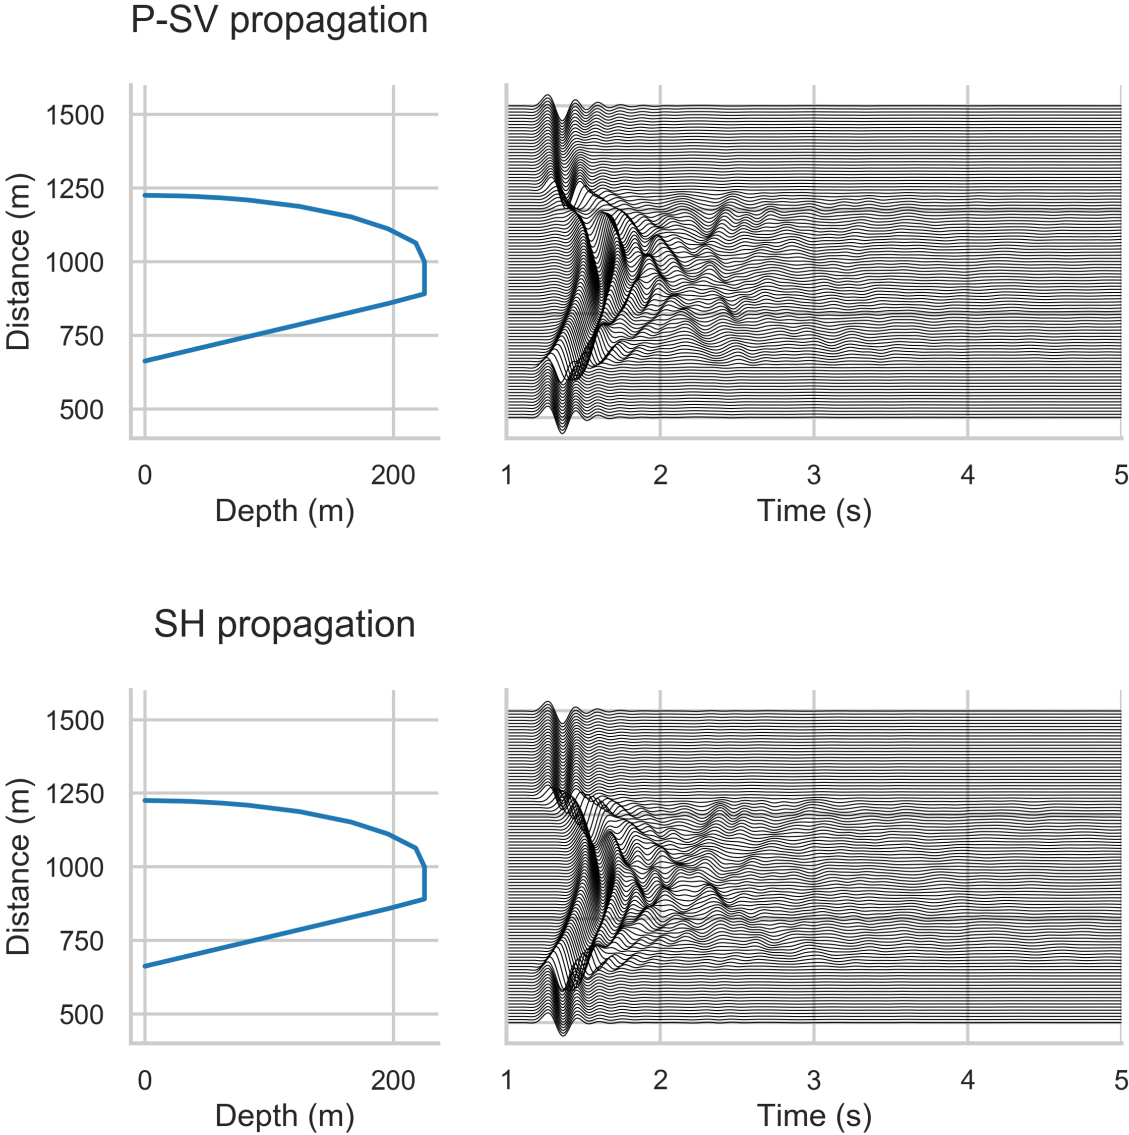 P-SV propagation
1500
1250
1000
750
500
Distance (m)
0 200
Depth (m)
1 2 3 4 5
Time (s)
SH propagation
1500
1250
1000
750
500
Distance (m)
0 200
Depth (m)
1 2 3 4 5
Time (s)